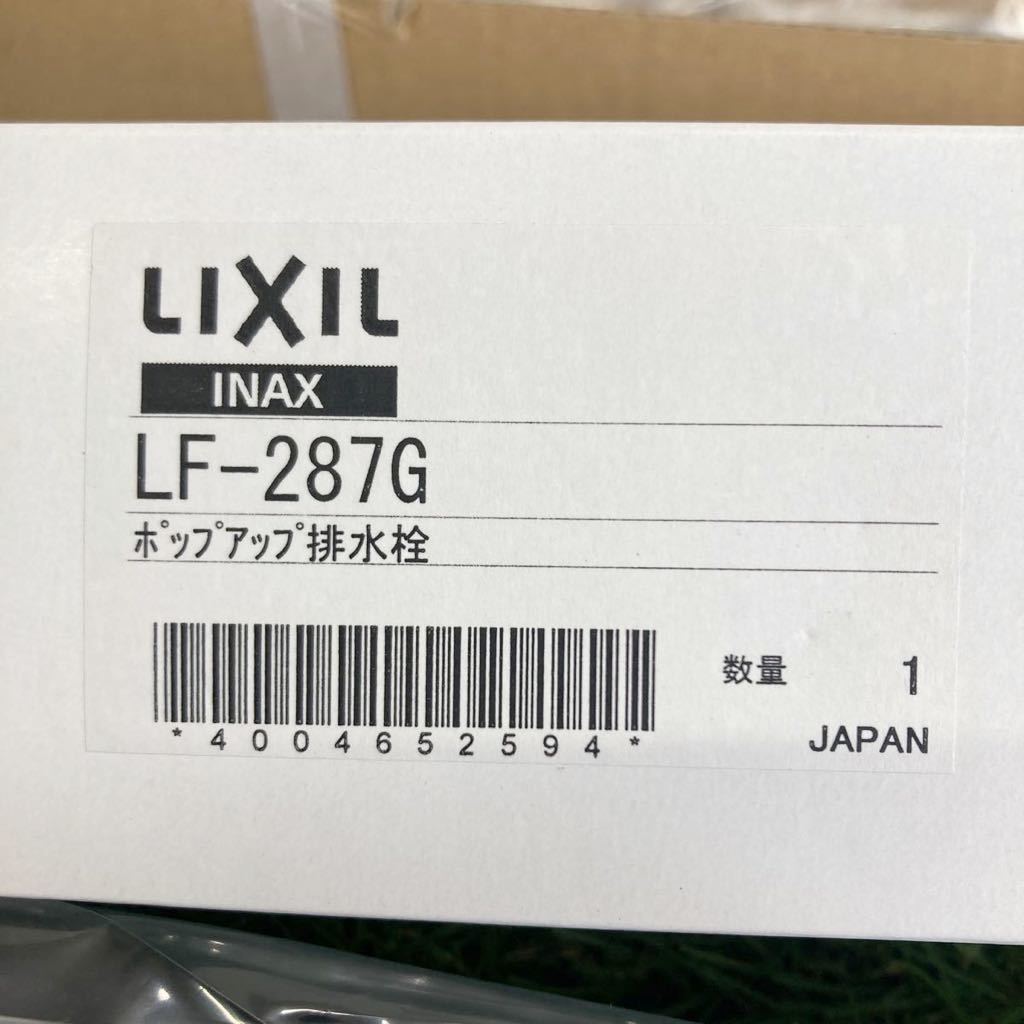 LIXIL
INAX
LF-287G
ﾎﾟｯﾌﾟｱｯﾌﾟ排水栓
*4004652594*
数量 1
JAPAN